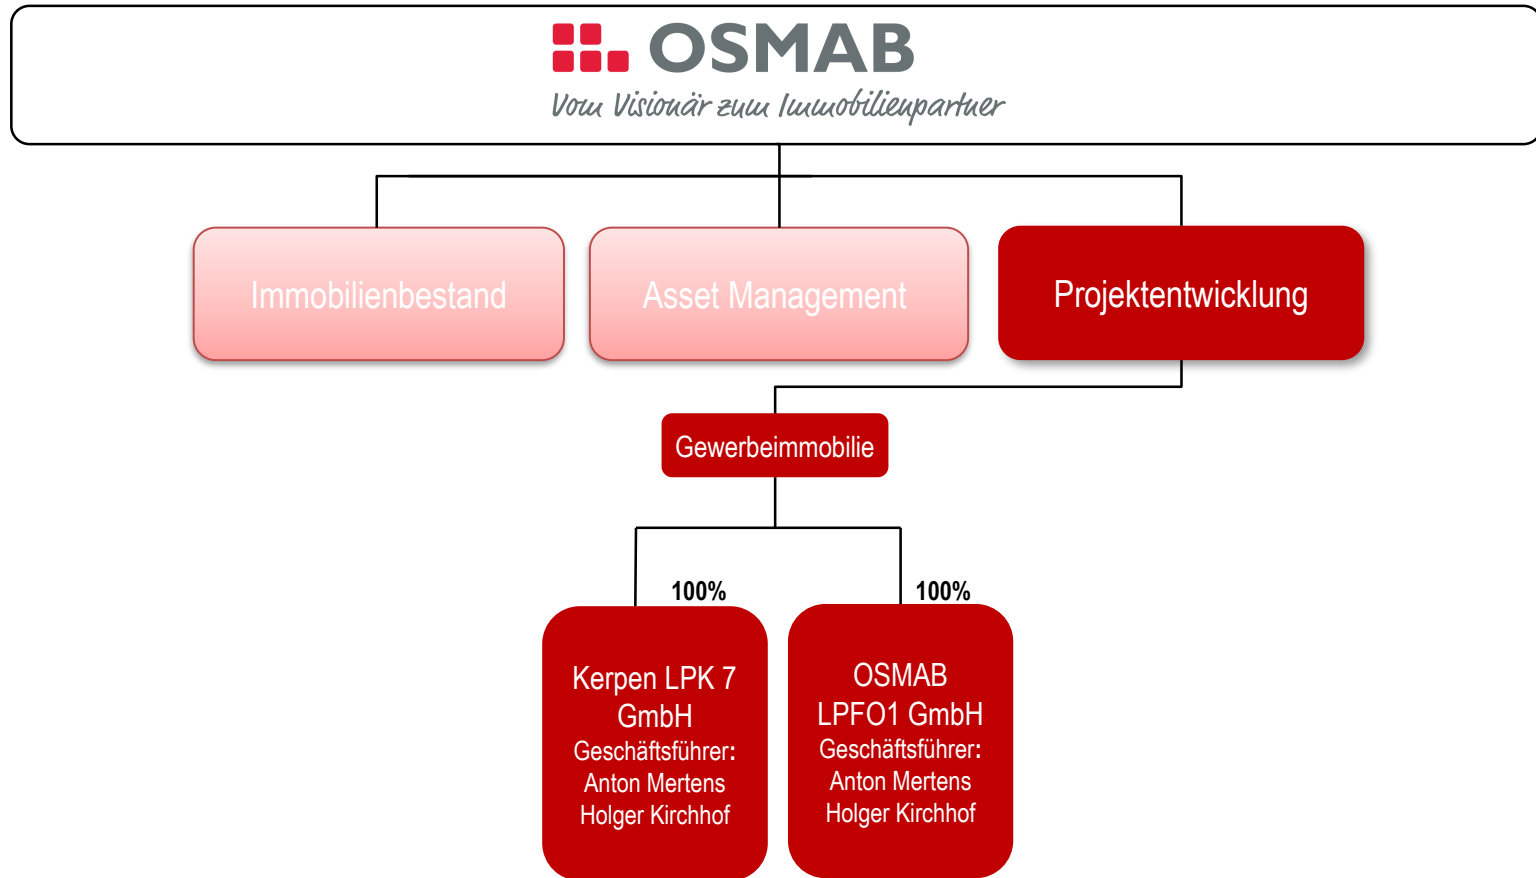 OSMAB
Vom Visionär zum Immobilienpartner
Immobilienbestand
Asset Management
Projektentwicklung
Gewerbeimmobilie
100%
100%
Kerpen LPK 7
GmbH
Geschäftsführer:
Anton Mertens
Holger Kirchhof
OSMAB
LPFO1 GmbH
Geschäftsführer:
Anton Mertens
Holger Kirchhof